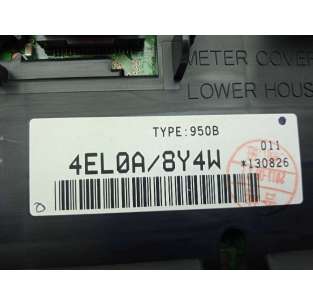 METER COVER
LOWER HOUS
TYPE:950B
011
4EL0A/8Y4W
*130826